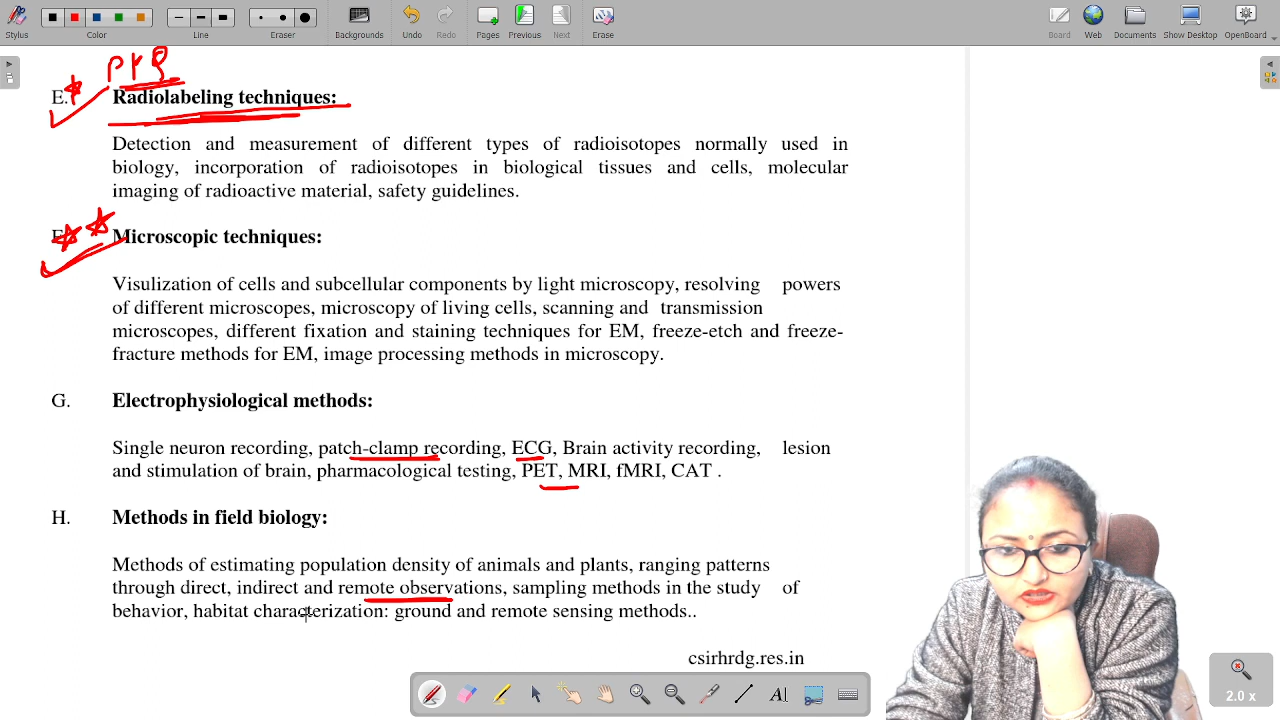 Stylus Color Line Eraser Backgrounds Undo Redo Pages Previous Next Erase Board Web Documents Show Desktop OpenBoard
PYQ
E. Radiolabeling techniques:
Detection and measurement of different types of radioisotopes normally used in
biology, incorporation of radioisotopes in biological tissues and cells, molecular
imaging of radioactive material, safety guidelines.
Microscopic techniques:
Visulization of cells and subcellular components by light microscopy, resolving powers
of different microscopes, microscopy of living cells, scanning and transmission
microscopes, different fixation and staining techniques for EM, freeze-etch and freeze-
fracture methods for EM, image processing methods in microscopy.
G. Electrophysiological methods:
Single neuron recording, patch-clamp recording, ECG, Brain activity recording, lesion
and stimulation of brain, pharmacological testing, PET, MRI, fMRI, CAT .
H. Methods in field biology:
Methods of estimating population density of animals and plants, ranging patterns
through direct, indirect and remote observations, sampling methods in the study of
behavior, habitat characterization: ground and remote sensing methods..
csirhrdg.res.in
AI
2.0 x